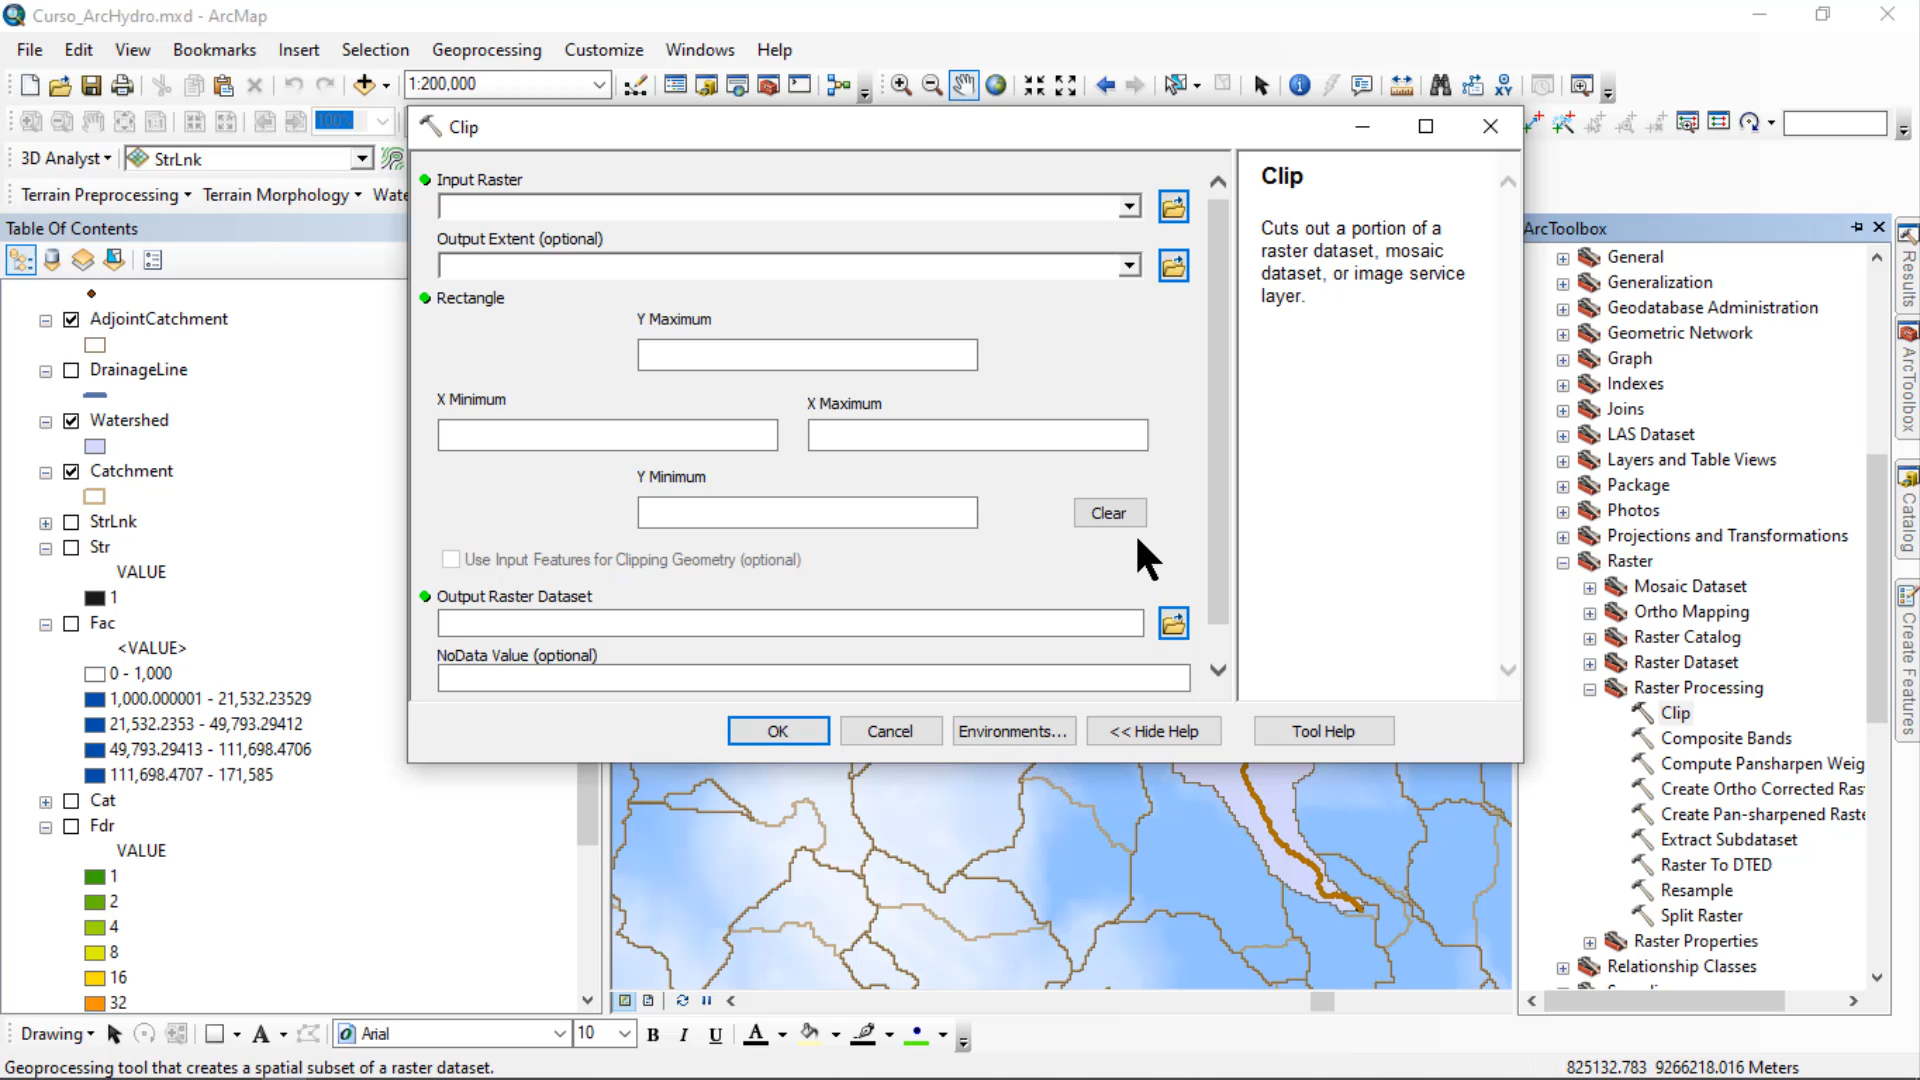 Curso_ArcHydro.mxd - ArcMap
File Edit View Bookmarks Insert Selection Geoprocessing Customize Windows Help
1:200,000
100%
Clip
3D Analyst StrLnk
Terrain Preprocessing Terrain Morphology Wate
Table Of Contents
AdjointCatchment
DrainageLine
Watershed
Catchment
StrLnk
Str
VALUE
1
Fac
<VALUE>
0 - 1,000
1,000.000001 - 21,532.23529
21,532.2353 - 49,793.29412
49,793.29413 - 111,698.4706
111,698.4707 - 171,585
Cat
Fdr
VALUE
1
2
4
8
16
32
Input Raster
Output Extent (optional)
Rectangle
Y Maximum
X Minimum
X Maximum
Y Minimum
Clear
Use Input Features for Clipping Geometry (optional)
Output Raster Dataset
NoData Value (optional)
OK Cancel Environments... << Hide Help Tool Help
Clip
Cuts out a portion of a
raster dataset, mosaic
dataset, or image service
layer.
ArcToolbox
General
Generalization
Geodatabase Administration
Geometric Network
Graph
Indexes
Joins
LAS Dataset
Layers and Table Views
Package
Photos
Projections and Transformations
Raster
Mosaic Dataset
Ortho Mapping
Raster Catalog
Raster Dataset
Raster Processing
Clip
Composite Bands
Compute Pansharpen Weig
Create Ortho Corrected Ras
Create Pan-sharpened Raste
Extract Subdataset
Raster To DTED
Resample
Split Raster
Raster Properties
Relationship Classes
Results
ArcToolbox
Catalog
Create Features
Drawing A Arial 10 B I U A
Geoprocessing tool that creates a spatial subset of a raster dataset.
825132.783 9266218.016 Meters